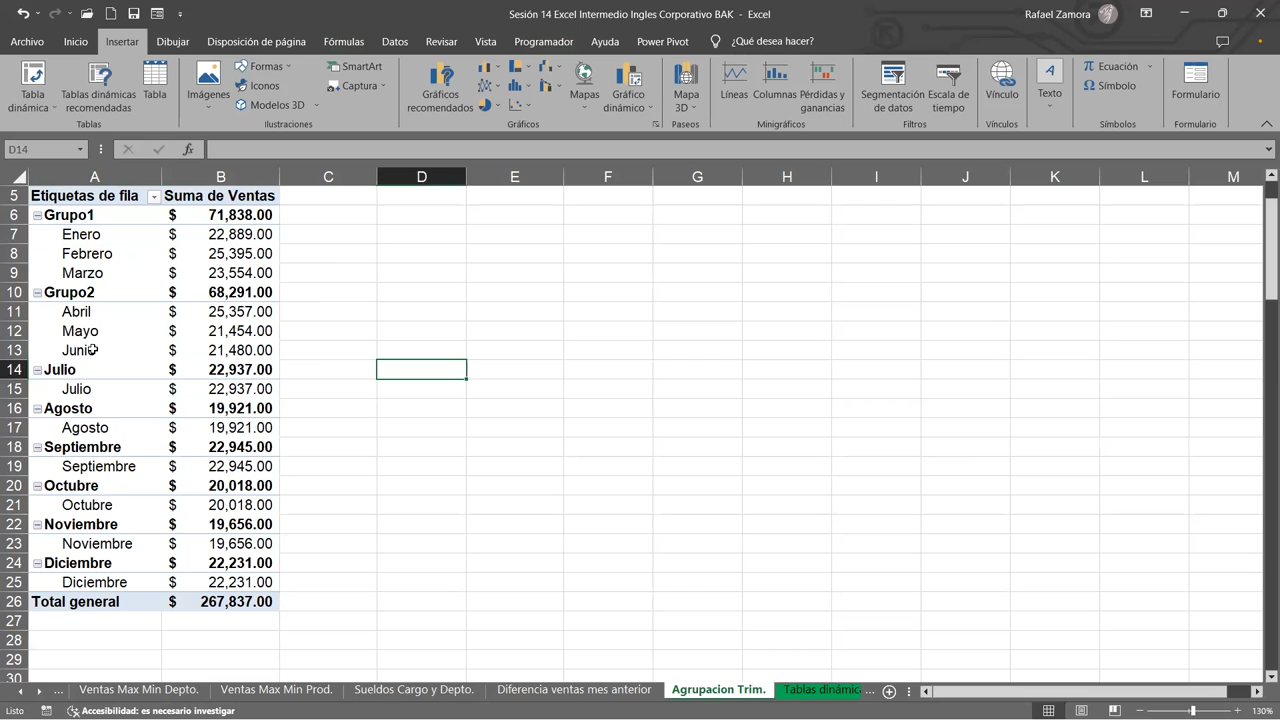 Sesión 14 Excel Intermedio Ingles Corporativo BAK - Excel
Rafael Zamora
Archivo Inicio Insertar Dibujar Disposición de página Fórmulas Datos Revisar Vista Programador Ayuda Power Pivot ¿Qué desea hacer?
Tabla dinámica
Tablas dinámicas recomendadas
Tabla
Tablas
Imágenes
Formas
Iconos
Modelos 3D
SmartArt
Captura
Ilustraciones
Gráficos recomendados
Mapas
Gráfico dinámico
Gráficos
Mapa 3D
Paseos
Líneas
Columnas
Pérdidas y ganancias
Minigráficos
Segmentación de datos
Escala de tiempo
Filtros
Vínculo
Vínculos
Texto
Ecuación
Símbolo
Símbolos
Formulario
Formulario
D14 fx
A B C D E F G H I J K L M
5 Etiquetas de fila Suma de Ventas
6 Grupo1 $ 71,838.00
7 Enero $ 22,889.00
8 Febrero $ 25,395.00
9 Marzo $ 23,554.00
10 Grupo2 $ 68,291.00
11 Abril $ 25,357.00
12 Mayo $ 21,454.00
13 Junio $ 21,480.00
14 Julio $ 22,937.00
15 Julio $ 22,937.00
16 Agosto $ 19,921.00
17 Agosto $ 19,921.00
18 Septiembre $ 22,945.00
19 Septiembre $ 22,945.00
20 Octubre $ 20,018.00
21 Octubre $ 20,018.00
22 Noviembre $ 19,656.00
23 Noviembre $ 19,656.00
24 Diciembre $ 22,231.00
25 Diciembre $ 22,231.00
26 Total general $ 267,837.00
27
28
29
30
... Ventas Max Min Depto. Ventas Max Min Prod. Sueldos Cargo y Depto. Diferencia ventas mes anterior Agrupacion Trim. Tablas dinámic ...
Listo Accesibilidad: es necesario investigar 130%